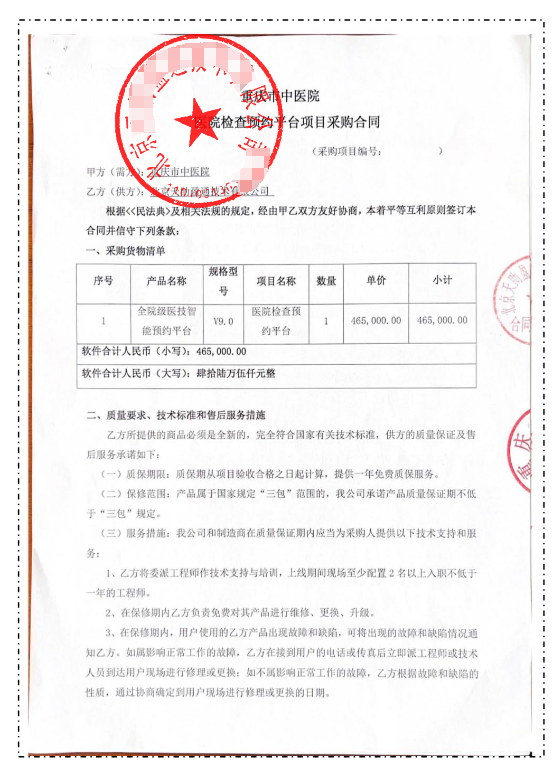 重庆市中医院
医院检查预约平台项目采购合同
（采购项目编号： ）
甲方（需方）：重庆市中医院
乙方（供方）：北京天助盈通技术有限公司
根据<<民法典>及相关法规的规定，经由甲乙双方友好协商，本着平等互利原则签订本
合同并信守下列条款：
一、采购货物清单
序号 产品名称 规格型号 项目名称 数量 单价 小计
1 全院级医技智能预约平台 V9.0 医院检查预约平台 1 465,000.00 465,000.00
软件合计人民币（小写）：465,000.00
软件合计人民币（大写）：肆拾陆万伍仟元整
二、质量要求、技术标准和售后服务措施
乙方所提供的商品必须是全新的，完全符合国家有关技术标准，供方的质量保证及售
后服务承诺如下：
（一）质保期限：质保期从项目验收合格之日起计算，提供一年免费质保服务。
（二）保修范围：产品属于国家规定“三包”范围的，我公司承诺产品质量保证期不低
于“三包”规定。
（三）服务措施：我公司和制造商在质量保证期内应当为采购人提供以下技术支持和服
务：
1、乙方将委派工程师作技术支持与培训，上线期间现场至少配置 2 名以上入职不低于
一年的工程师。
2、在保修期内乙方负责免费对其产品进行维修、更换、升级。
3、在保修期内，用户使用的乙方产品出现故障和缺陷，可将出现的故障和缺陷情况通
知乙方。如属影响正常工作的故障，乙方在接到用户的电话或传真后立即派工程师或技术
人员到达用户现场进行修理或更换；如不属影响正常工作的故障，乙方根据故障和缺陷的
性质，通过协商确定到用户现场进行修理或更换的日期。